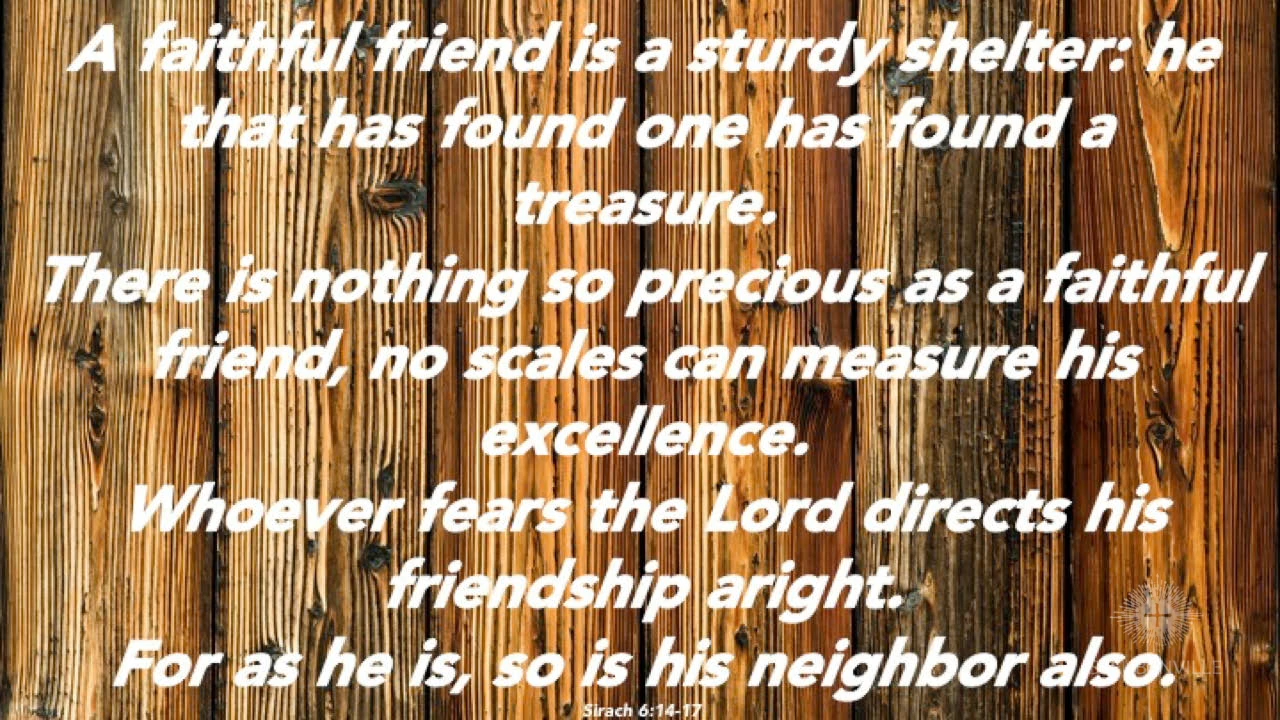 A faithful friend is a sturdy shelter: he
that has found one has found a
treasure.
There is nothing so precious as a faithful
friend, no scales can measure his
excellence.
Whoever fears the Lord directs his
friendship aright.
For as he is, so is his neighbor also.
Sirach 6:14-17